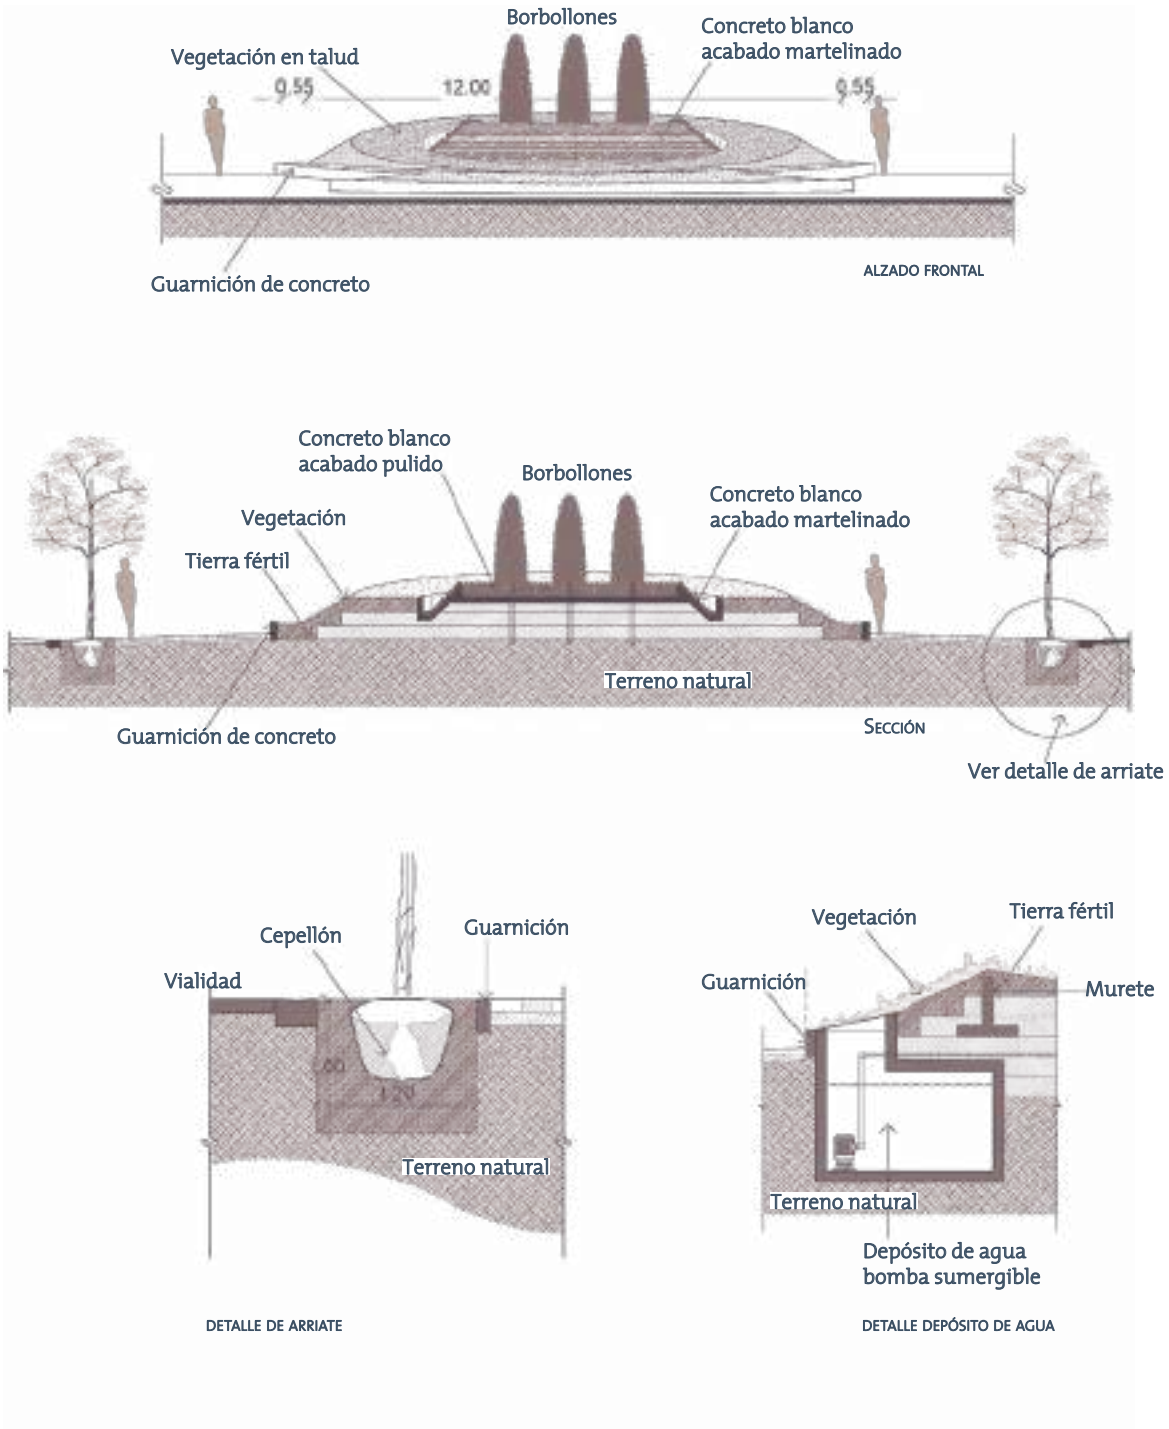 Borbollones
Concreto blanco
acabado martelinado
Vegetación en talud
0.55
12.00
0.55
Guarnición de concreto
ALZADO FRONTAL
Concreto blanco
acabado pulido
Borbollones
Concreto blanco
acabado martelinado
Vegetación
Tierra fértil
Terreno natural
Guarnición de concreto
SECCIÓN
Ver detalle de arriate
Cepellón
Guarnición
Vialidad
1.20
Terreno natural
DETALLE DE ARRIATE
Vegetación
Tierra fértil
Guarnición
Murete
Terreno natural
Depósito de agua
bomba sumergible
DETALLE DEPÓSITO DE AGUA